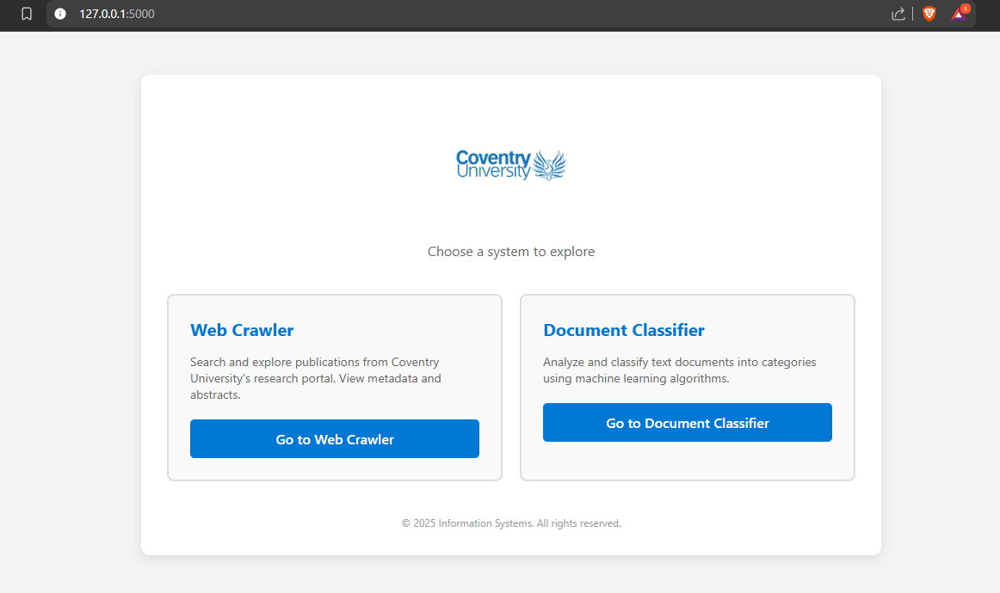 127.0.0.1:5000
1
Coventry
University
Choose a system to explore
Web Crawler
Search and explore publications from Coventry
University's research portal. View metadata and
abstracts.
Go to Web Crawler
Document Classifier
Analyze and classify text documents into categories
using machine learning algorithms.
Go to Document Classifier
© 2025 Information Systems. All rights reserved.